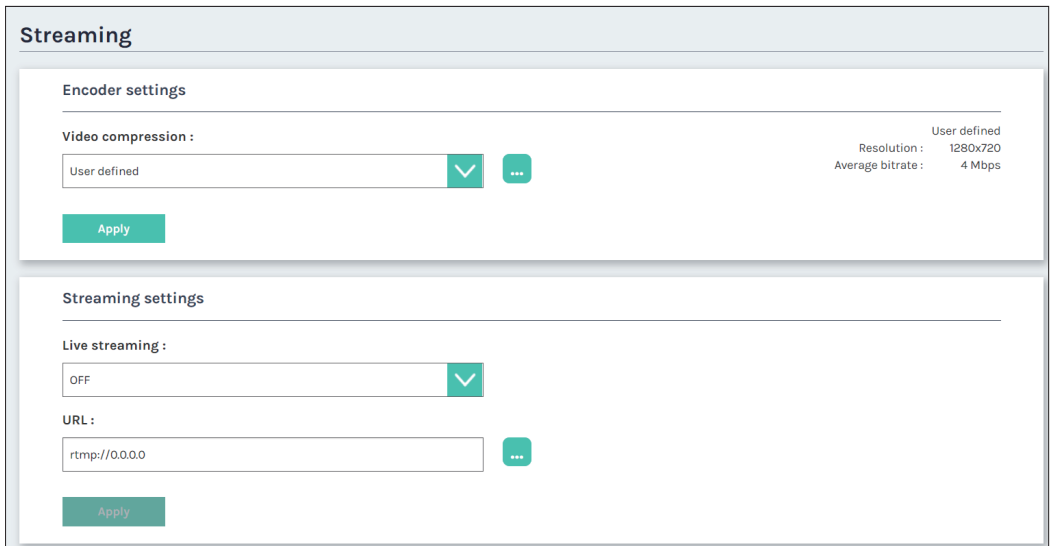 Streaming
Encoder settings
Video compression :
User defined
...
User defined
Resolution : 1280x720
Average bitrate : 4 Mbps
Apply
Streaming settings
Live streaming :
OFF
URL :
rtmp://0.0.0.0
...
Apply